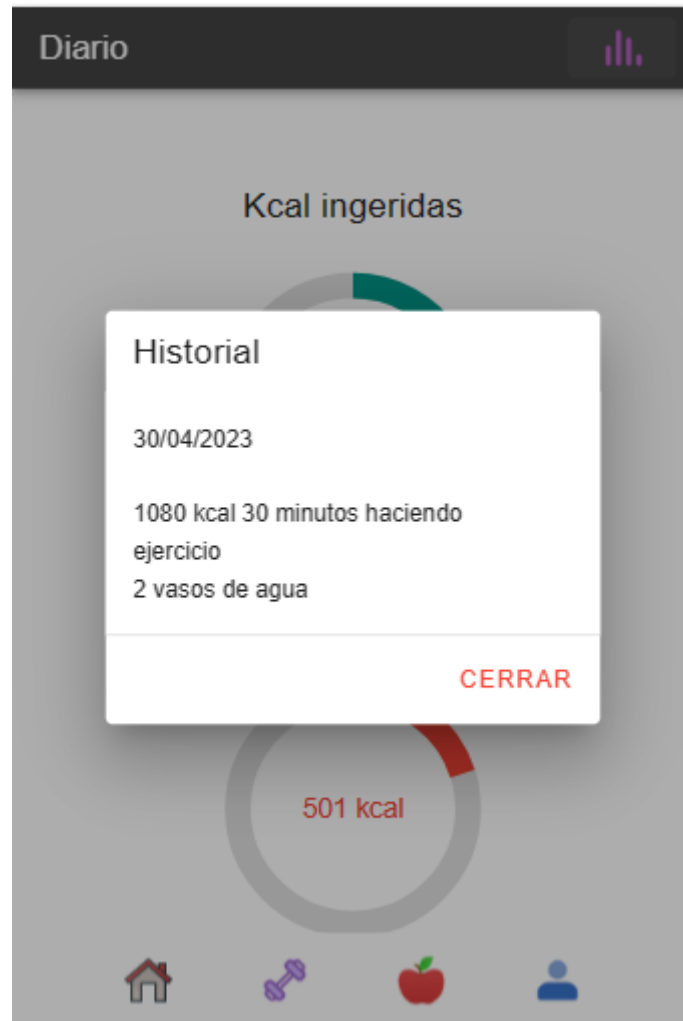 Diario
Kcal ingeridas
Historial
30/04/2023
1080 kcal 30 minutos haciendo
ejercicio
2 vasos de agua
CERRAR
501 kcal